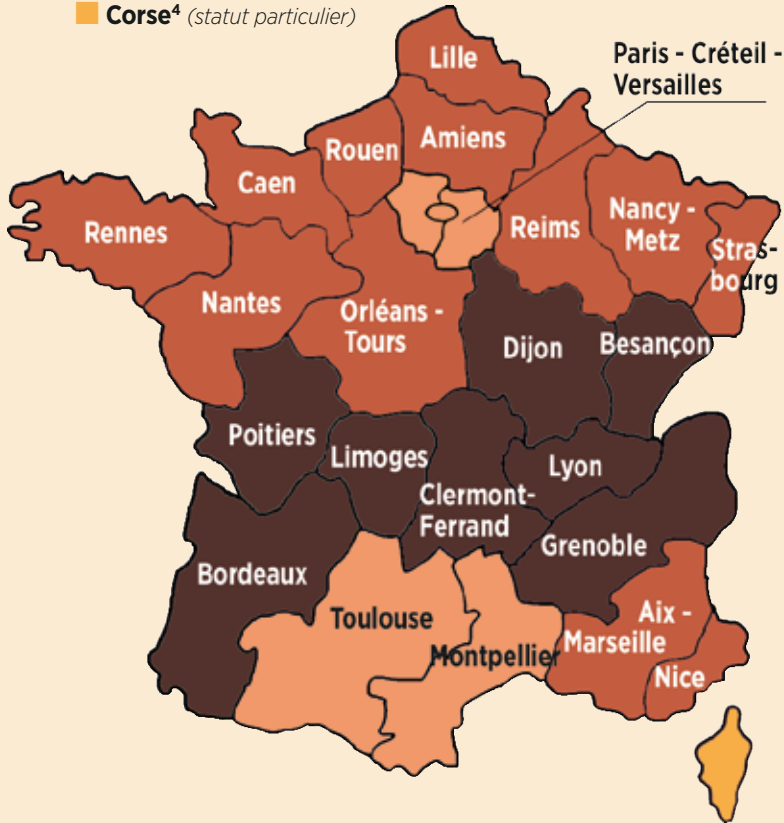 Corse⁴ (statut particulier)
Lille
Paris - Créteil -
Versailles
Amiens
Rouen
Caen
Rennes
Reims
Nancy -
Metz
Stras-
bourg
Nantes
Orléans -
Tours
Dijon
Besançon
Poitiers
Limoges
Lyon
Clermont-
Ferrand
Grenoble
Bordeaux
Toulouse
Aix -
Marseille
Montpellier
Nice